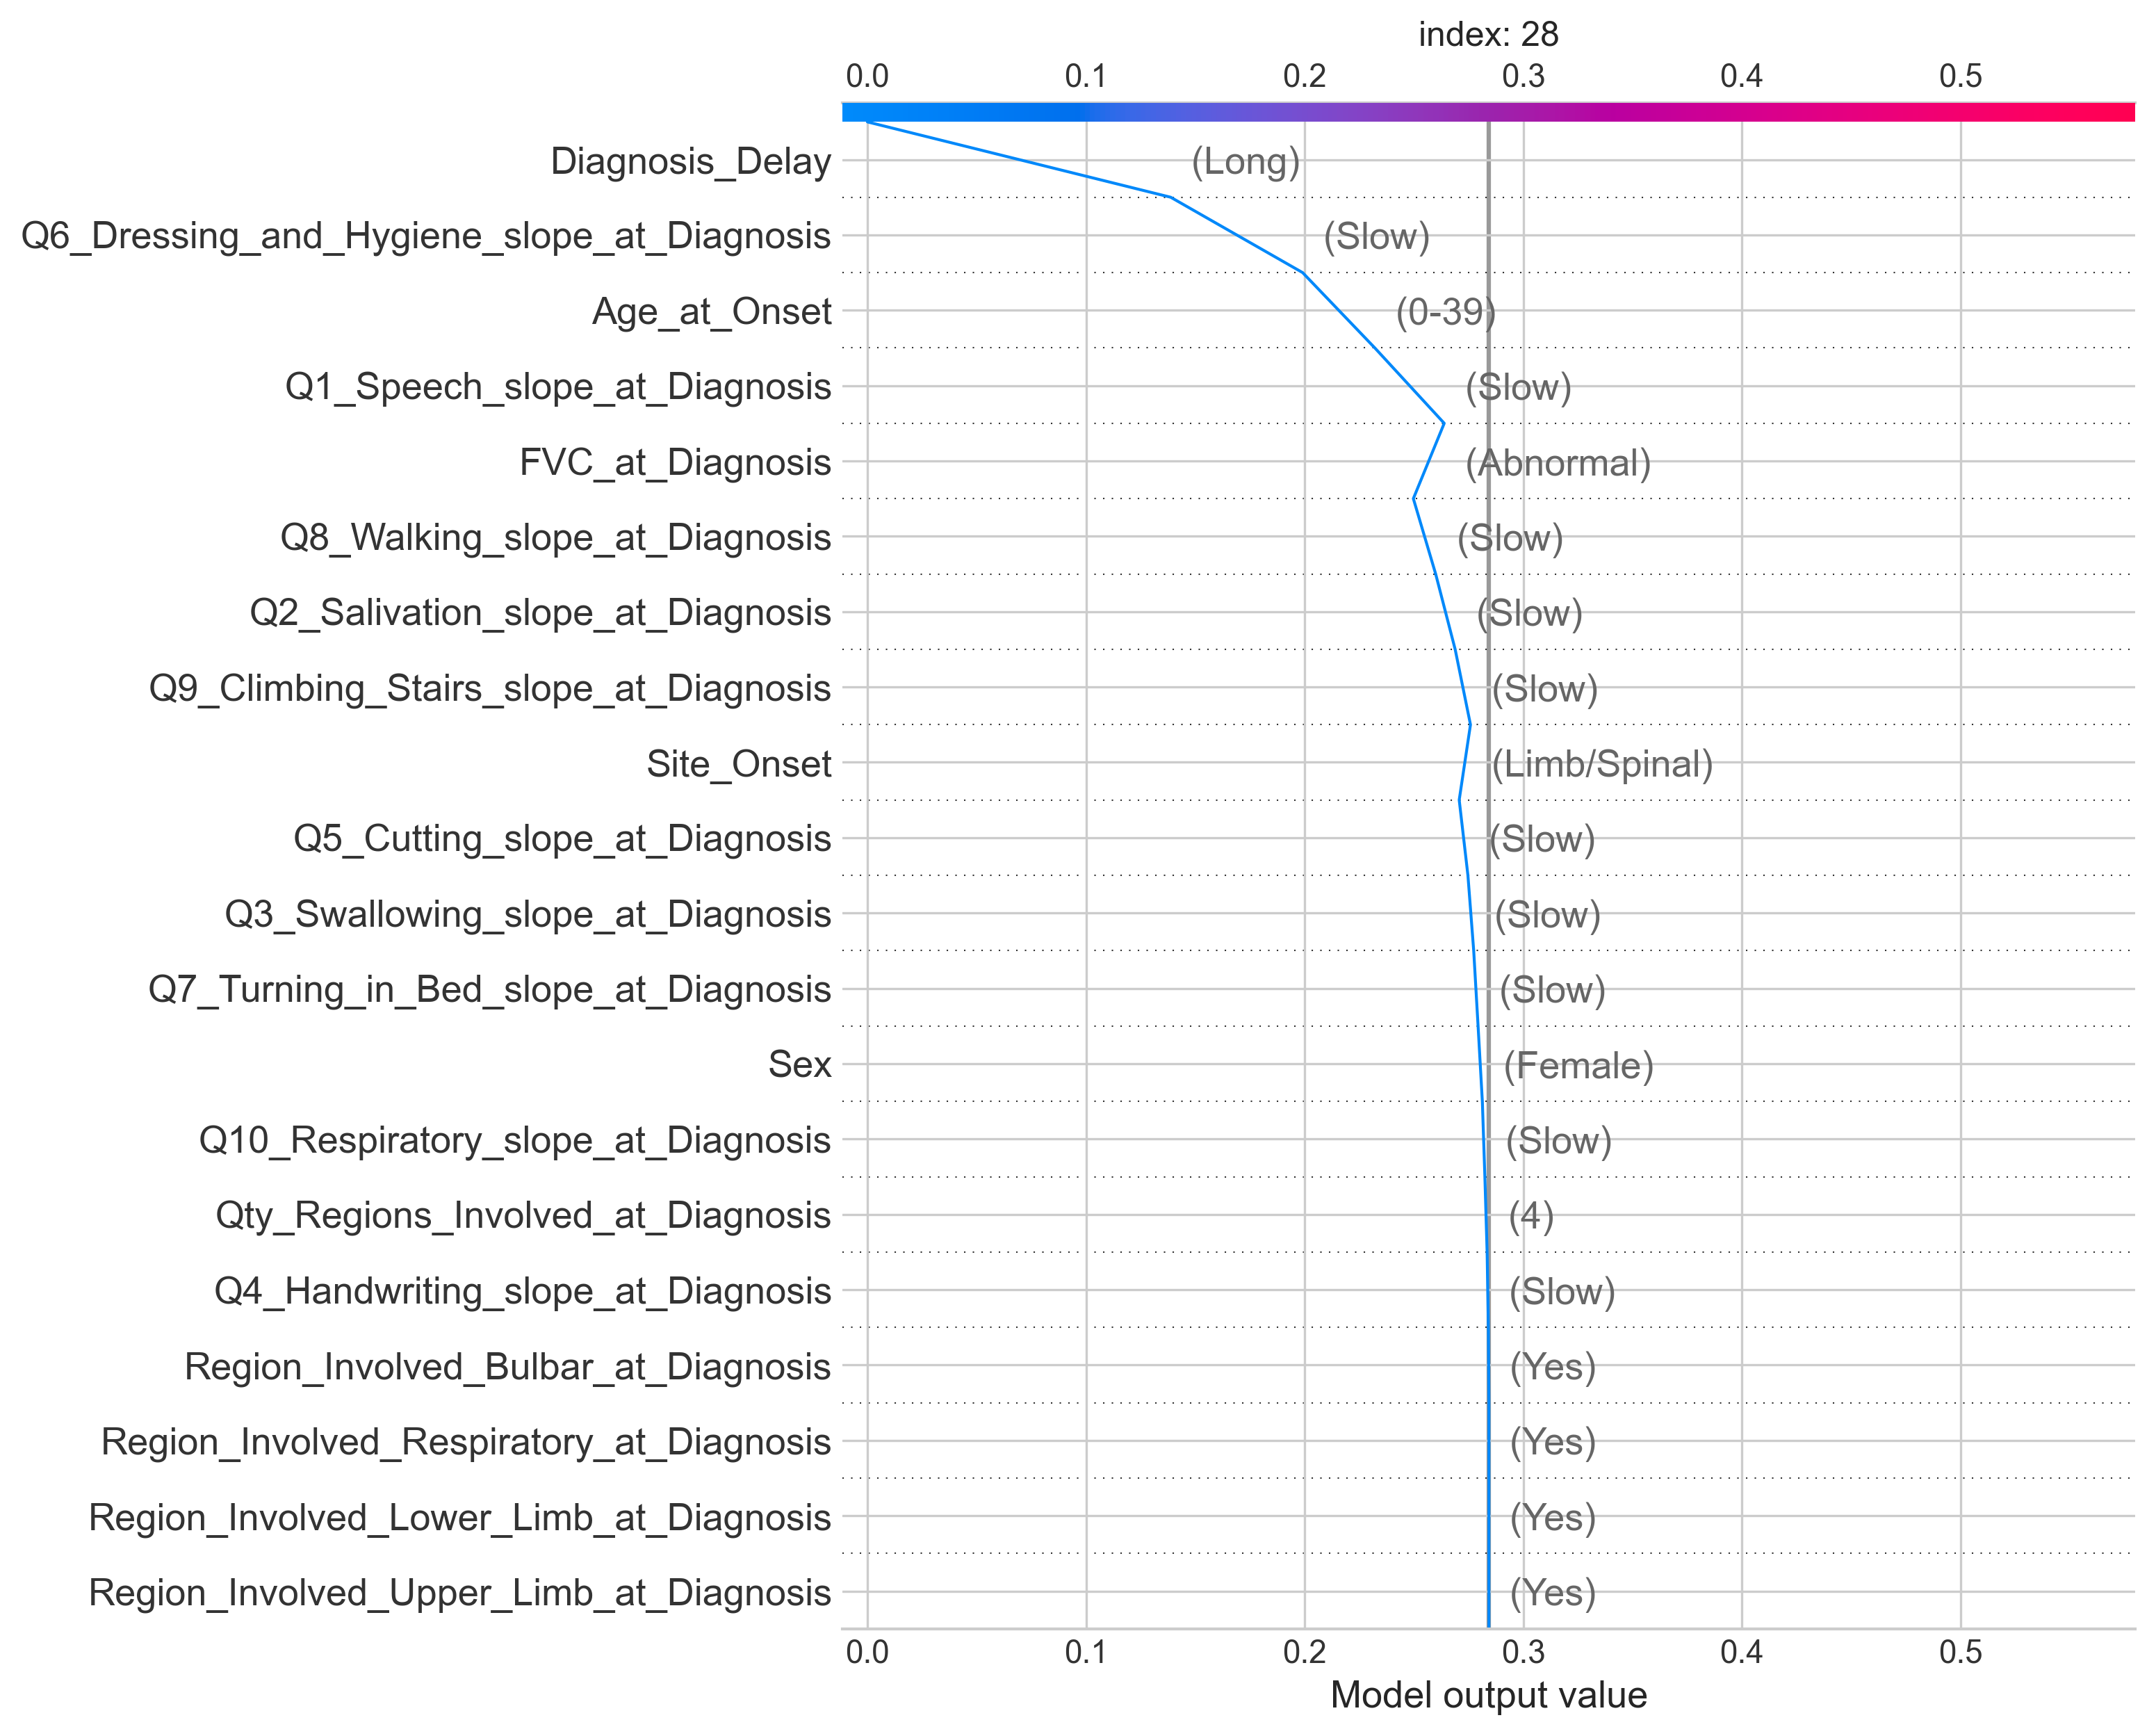 index: 28
0.0 0.1 0.2 0.3 0.4 0.5
Diagnosis_Delay (Long)
Q6_Dressing_and_Hygiene_slope_at_Diagnosis (Slow)
Age_at_Onset (0-39)
Q1_Speech_slope_at_Diagnosis (Slow)
FVC_at_Diagnosis (Abnormal)
Q8_Walking_slope_at_Diagnosis (Slow)
Q2_Salivation_slope_at_Diagnosis (Slow)
Q9_Climbing_Stairs_slope_at_Diagnosis (Slow)
Site_Onset (Limb/Spinal)
Q5_Cutting_slope_at_Diagnosis (Slow)
Q3_Swallowing_slope_at_Diagnosis (Slow)
Q7_Turning_in_Bed_slope_at_Diagnosis (Slow)
Sex (Female)
Q10_Respiratory_slope_at_Diagnosis (Slow)
Qty_Regions_Involved_at_Diagnosis (4)
Q4_Handwriting_slope_at_Diagnosis (Slow)
Region_Involved_Bulbar_at_Diagnosis (Yes)
Region_Involved_Respiratory_at_Diagnosis (Yes)
Region_Involved_Lower_Limb_at_Diagnosis (Yes)
Region_Involved_Upper_Limb_at_Diagnosis (Yes)
0.0 0.1 0.2 0.3 0.4 0.5
Model output value